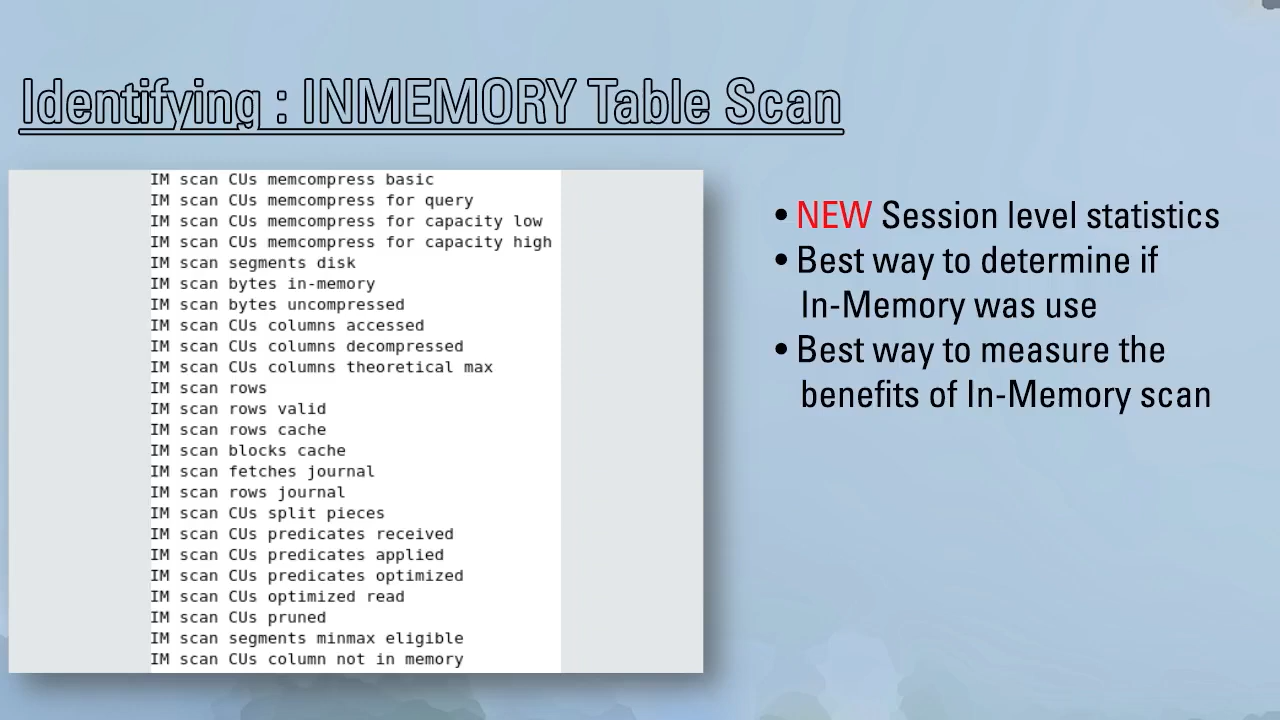 Identifying : INMEMORY Table Scan
IM scan CUs memcompress basic
IM scan CUs memcompress for query
IM scan CUs memcompress for capacity low
IM scan CUs memcompress for capacity high
IM scan segments disk
IM scan bytes in-memory
IM scan bytes uncompressed
IM scan CUs columns accessed
IM scan CUs columns decompressed
IM scan CUs columns theoretical max
IM scan rows
IM scan rows valid
IM scan rows cache
IM scan blocks cache
IM scan fetches journal
IM scan rows journal
IM scan CUs split pieces
IM scan CUs predicates received
IM scan CUs predicates applied
IM scan CUs predicates optimized
IM scan CUs optimized read
IM scan CUs pruned
IM scan segments minmax eligible
IM scan CUs column not in memory
• NEW Session level statistics
• Best way to determine if
In-Memory was use
• Best way to measure the
benefits of In-Memory scan